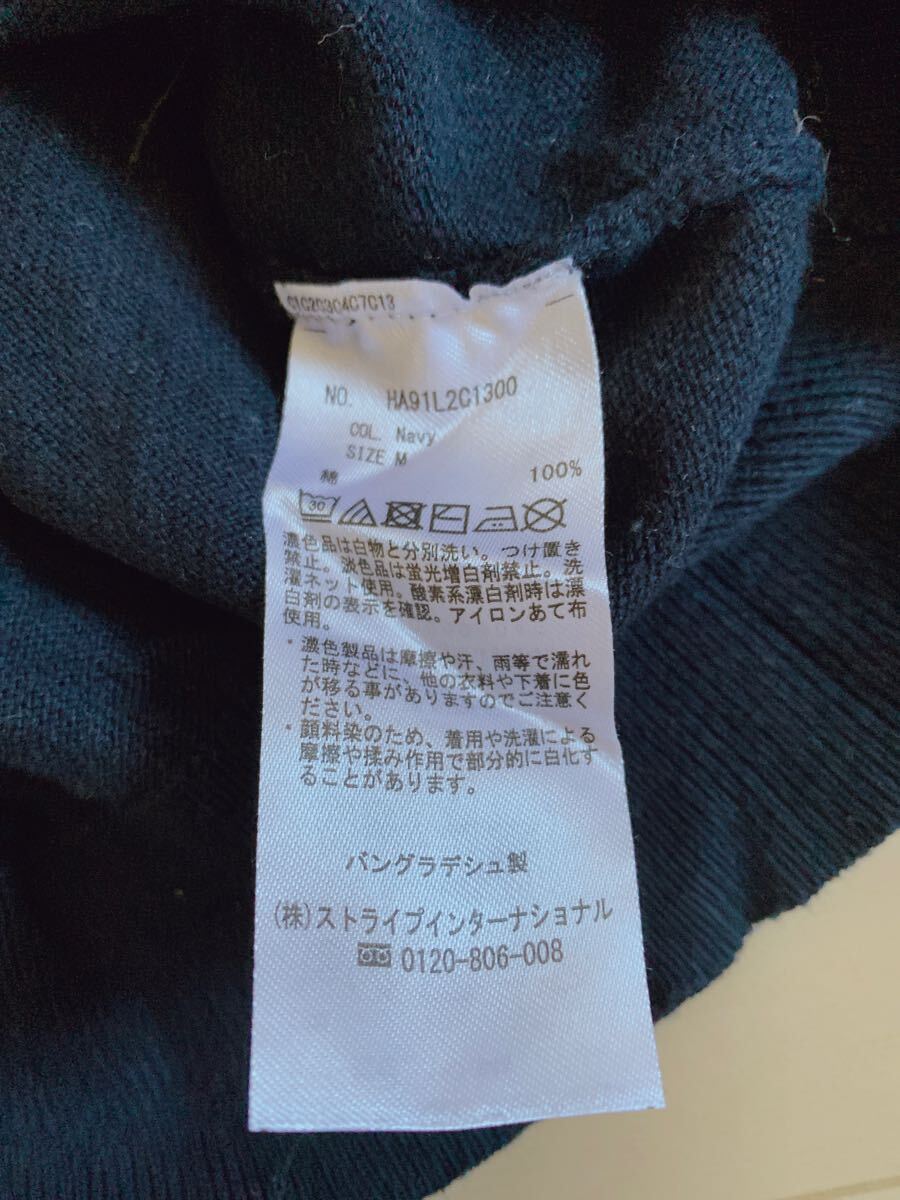 C1C2C3C4C7C13
NO. HA91L2C1300
COL. Navy
SIZE M
綿 100%
30
濃色品は白物と分別洗い。つけ置き
禁止。淡色品は蛍光増白剤禁止。洗
濯ネット使用。酸素系漂白剤時は漂
白剤の表示を確認。アイロンあて布
使用。
・濃色製品は摩擦や汗、雨等で濡れ
た時などに、他の衣料や下着に色
が移る事がありますのでご注意く
ださい。
・顔料染のため、着用や洗濯による
摩擦や揉み作用で部分的に白化す
ることがあります。
バングラデシュ製
(株)ストライプインターナショナル
0120-806-008